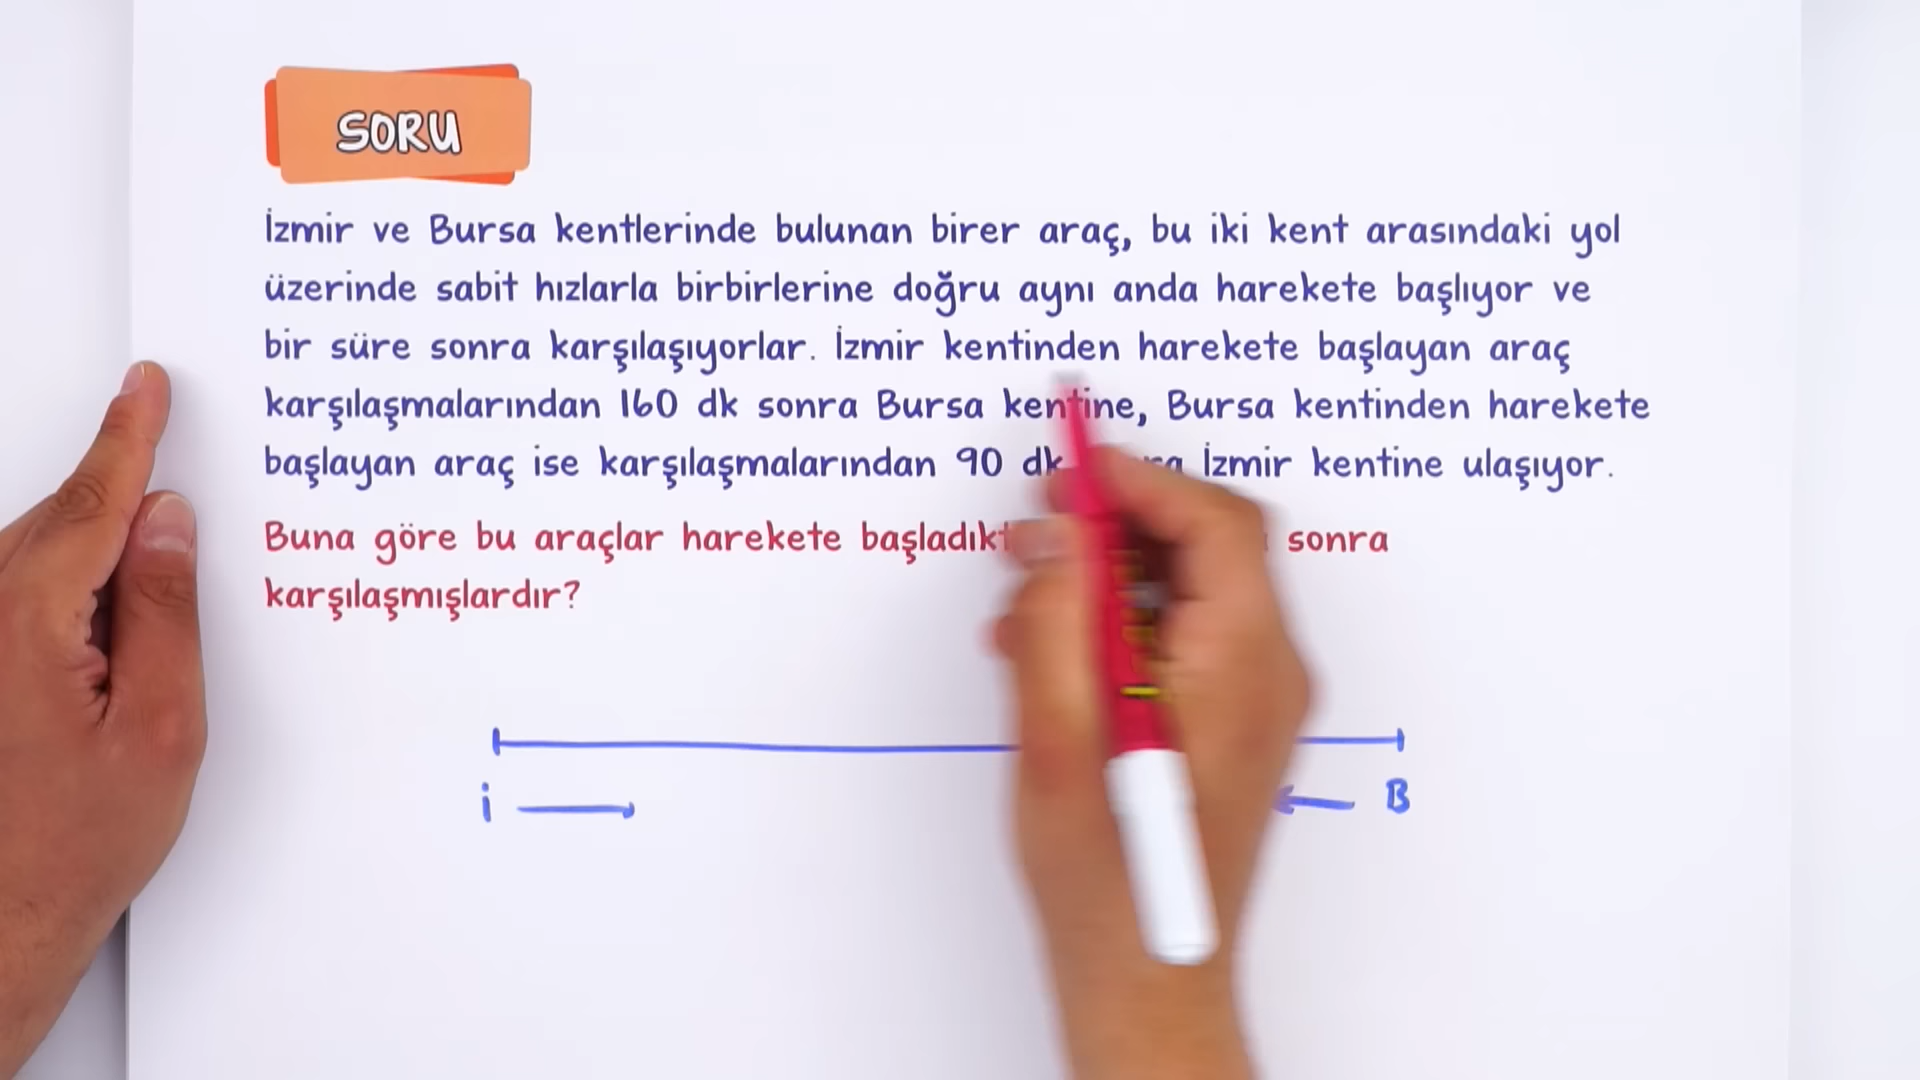 SORU
İzmir ve Bursa kentlerinde bulunan birer araç, bu iki kent arasındaki yol
üzerinde sabit hızlarla birbirlerine doğru aynı anda harekete başlıyor ve
bir süre sonra karşılaşıyorlar. İzmir kentinden harekete başlayan araç
karşılaşmalarından 160 dk sonra Bursa kentine, Bursa kentinden harekete
başlayan araç ise karşılaşmalarından 90 dk İzmir kentine ulaşıyor.
Buna göre bu araçlar harekete sonra
karşılaşmışlardır?
i B